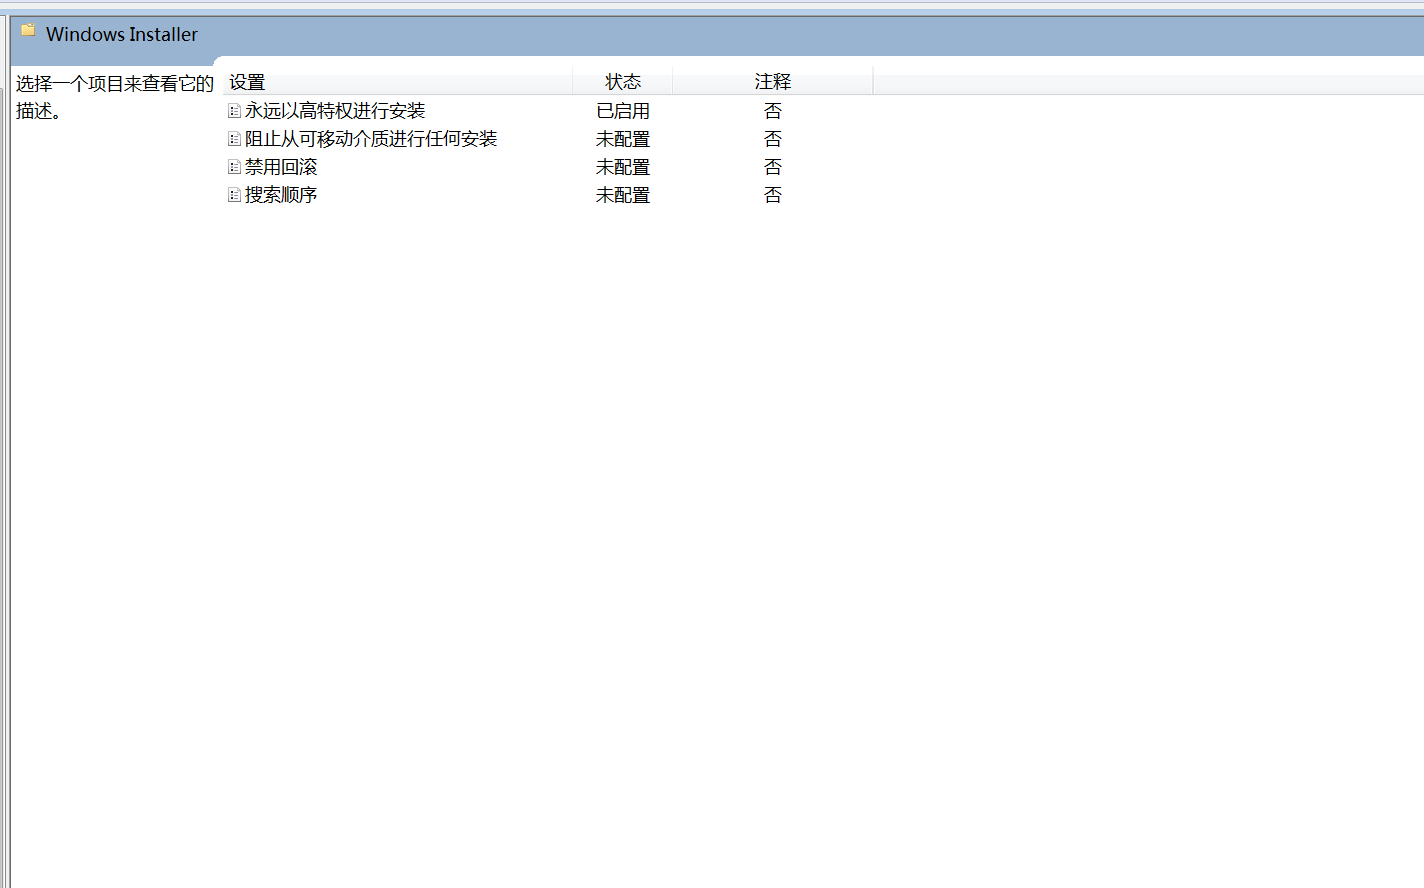 Windows Installer
选择一个项目来查看它的
描述。
设置 状态 注释
永远以高特权进行安装 已启用 否
阻止从可移动介质进行任何安装 未配置 否
禁用回滚 未配置 否
搜索顺序 未配置 否